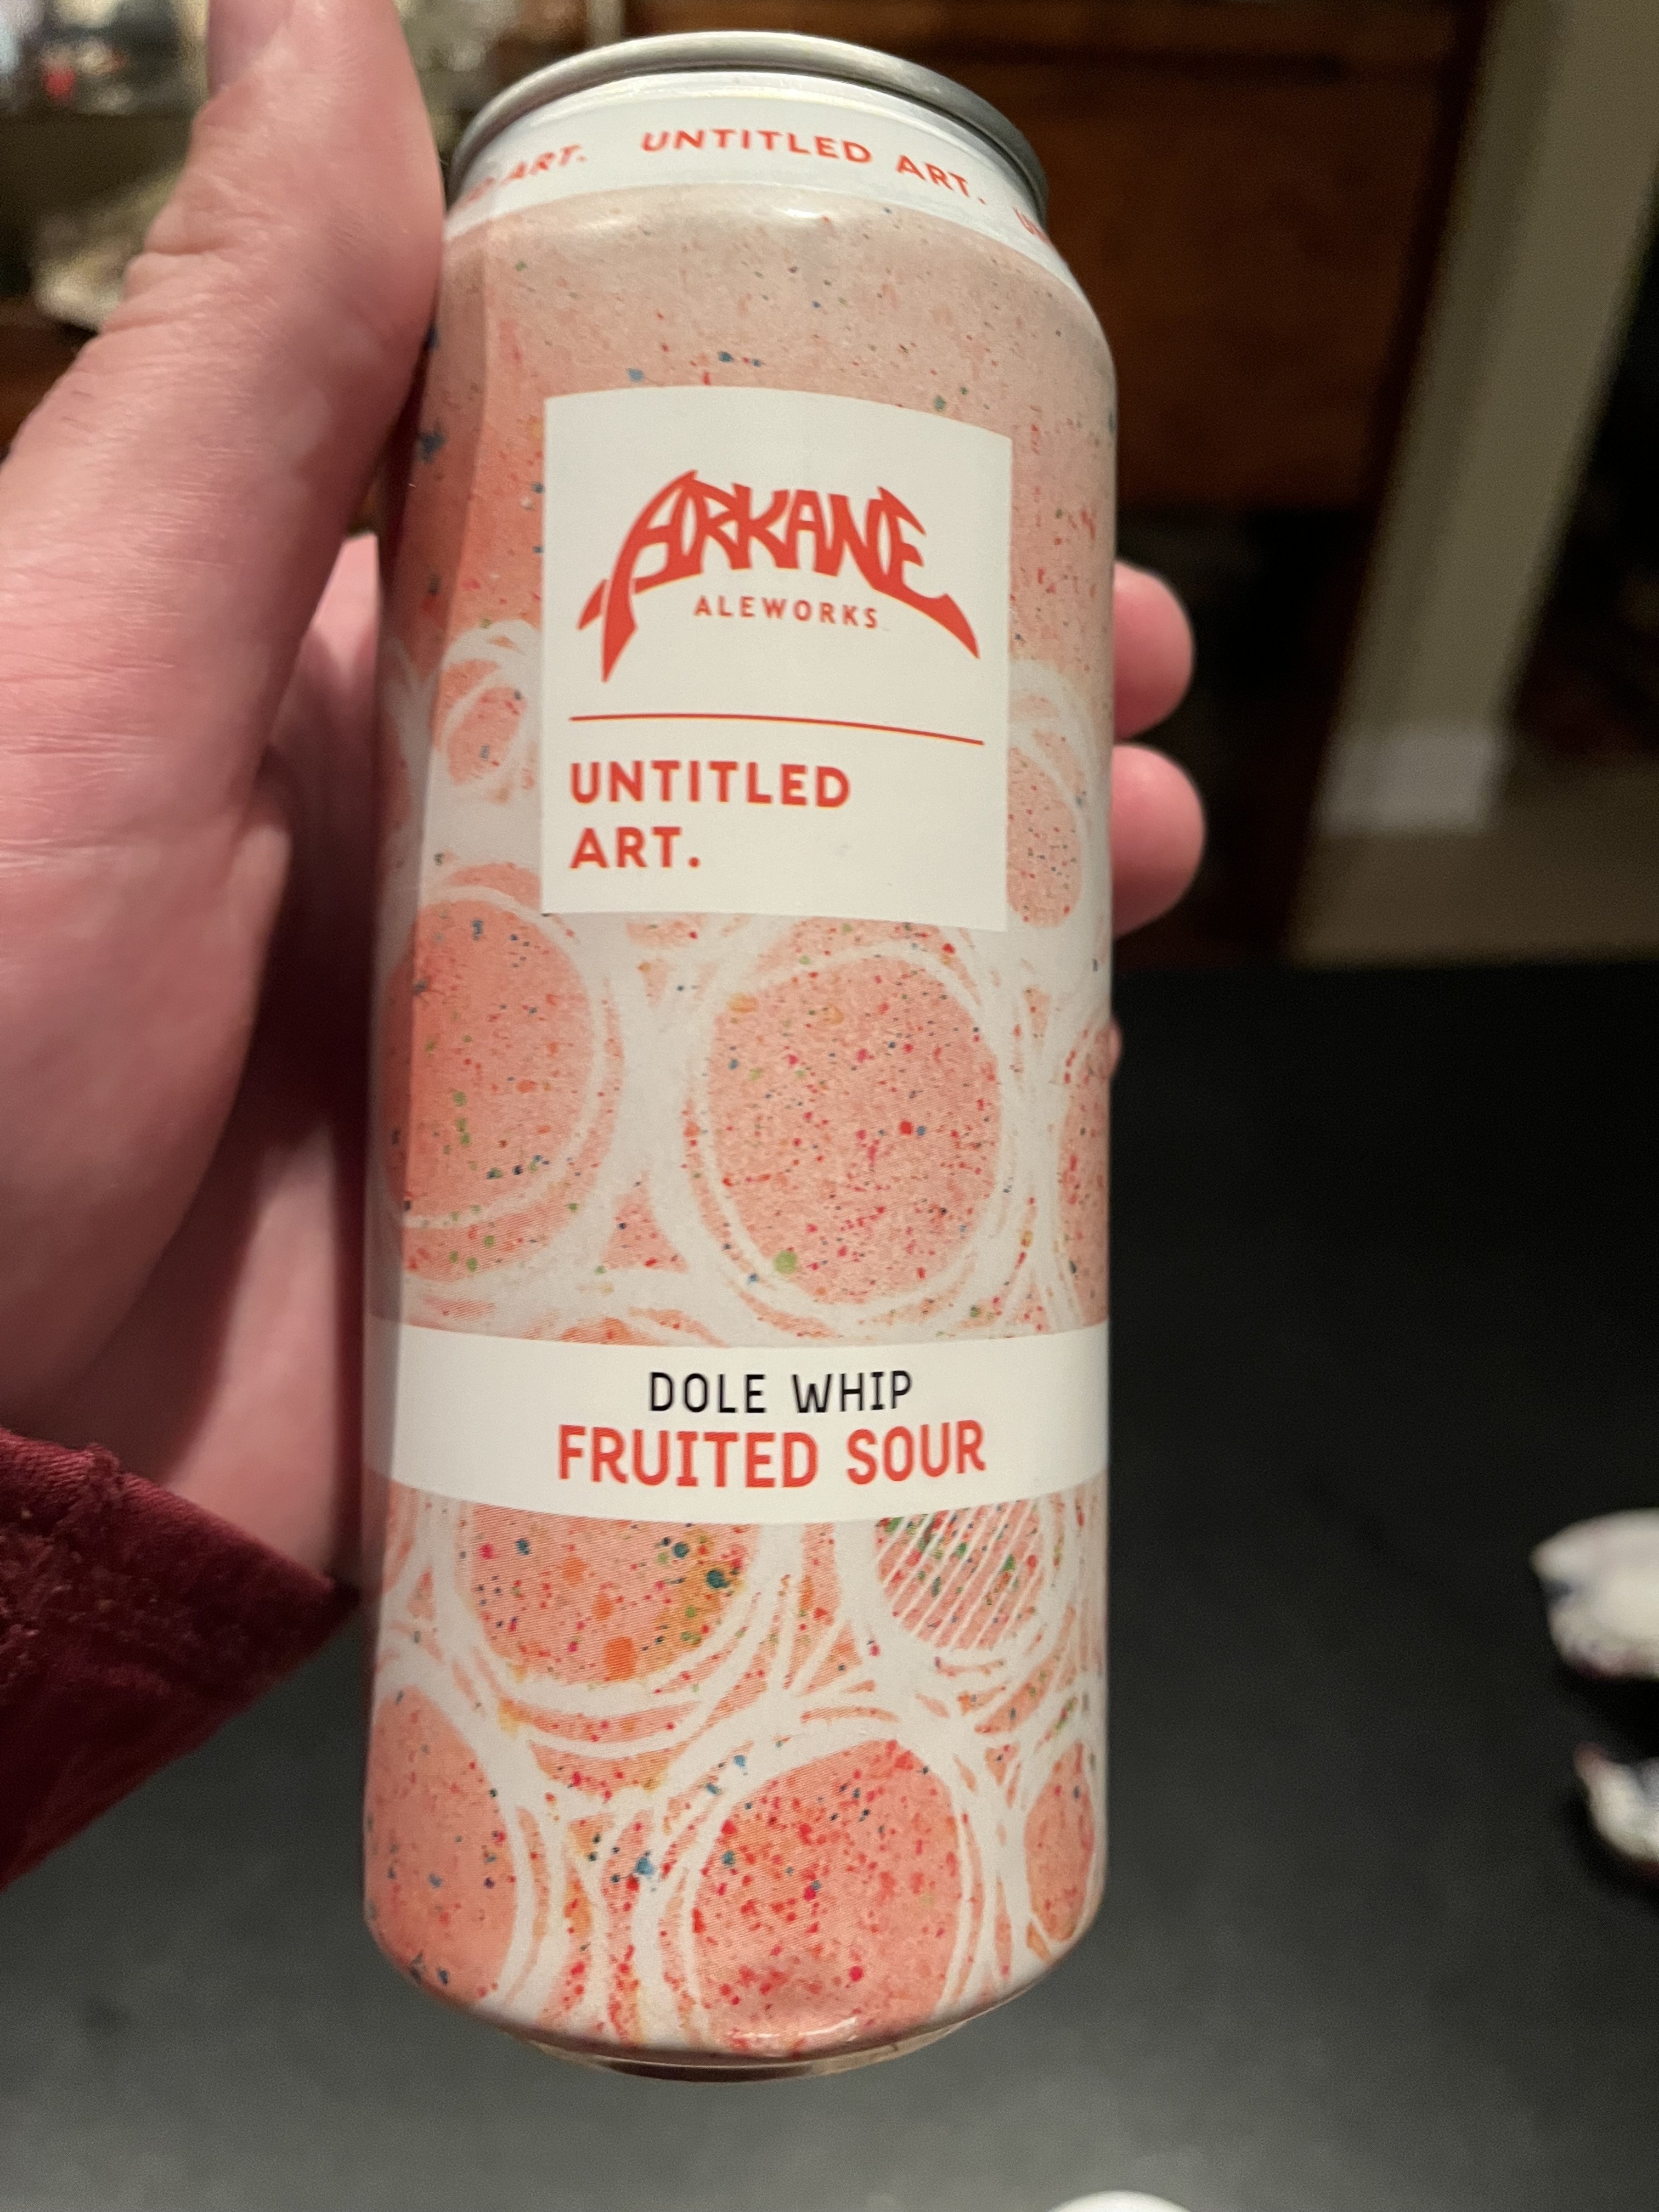 ART. UNTITLED ART.
ARKANE
ALEWORKS
UNTITLED
ART.
DOLE WHIP
FRUITED SOUR